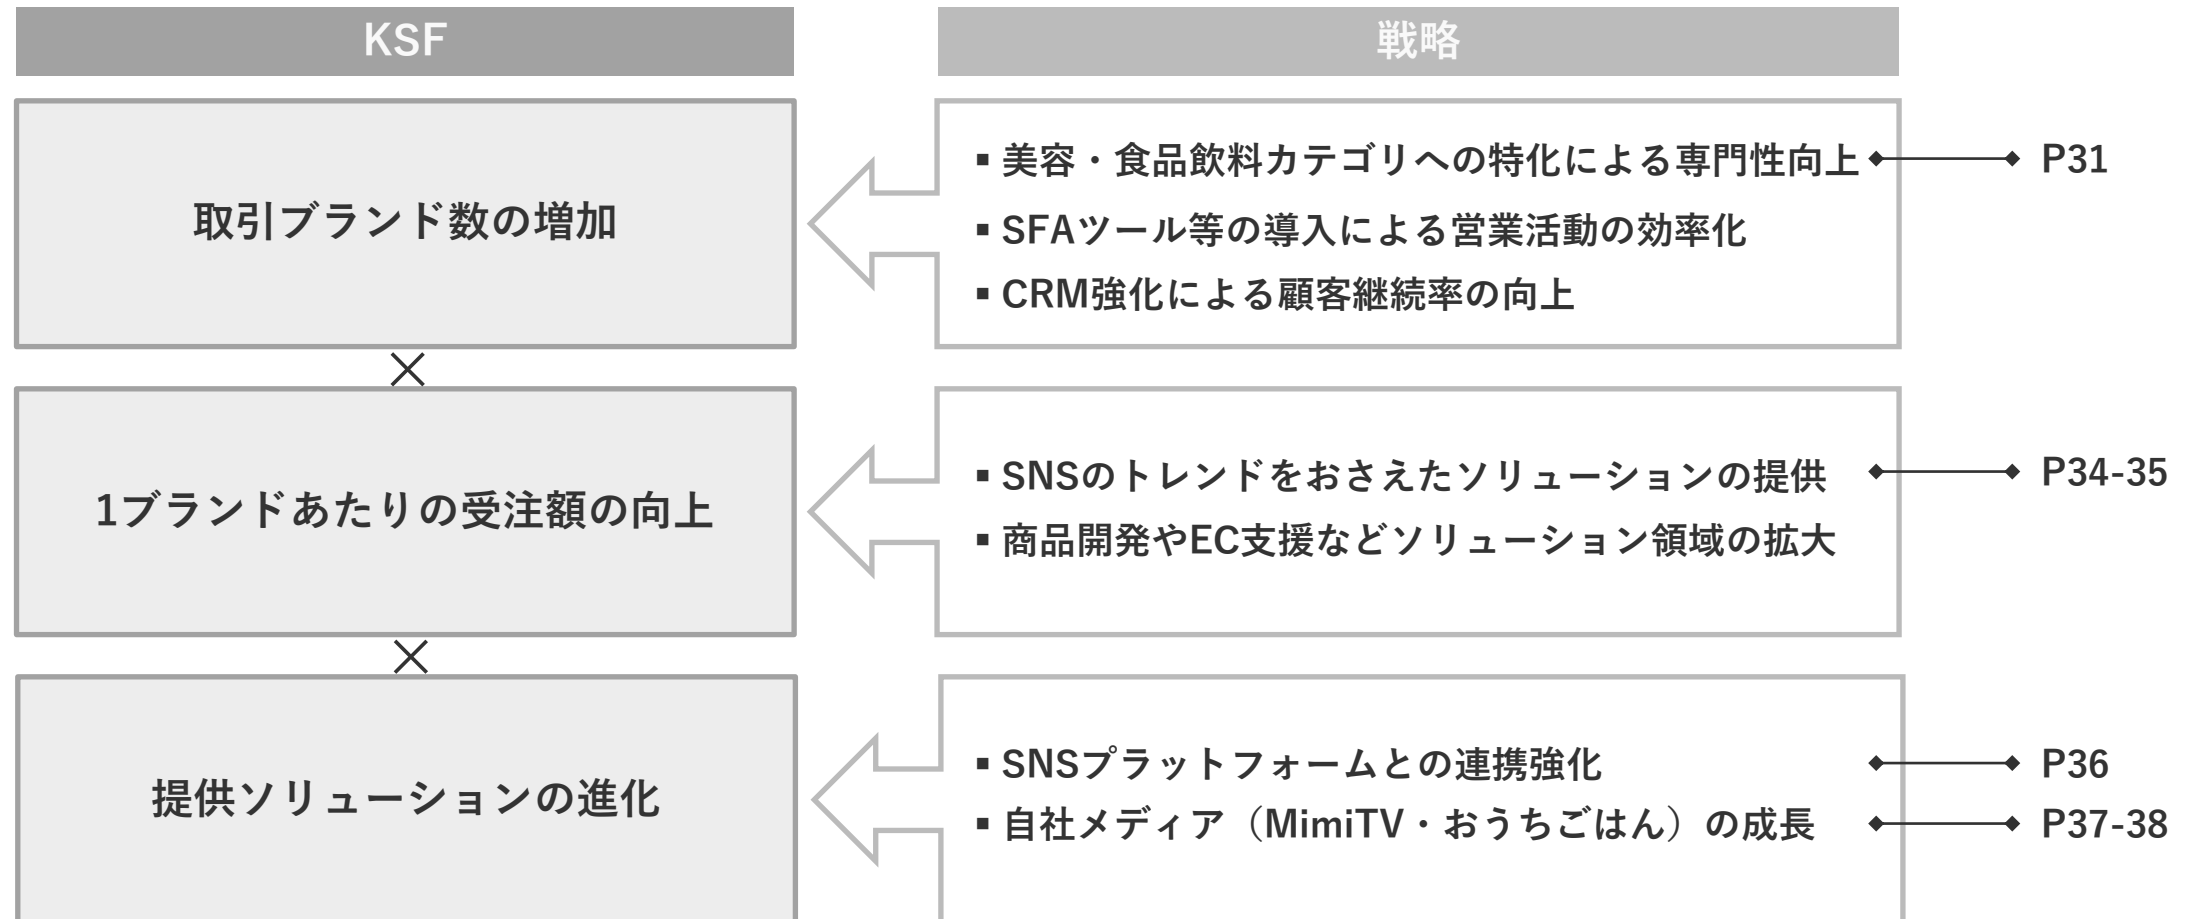 KSF
戦略
取引ブランド数の増加
▪ 美容・食品飲料カテゴリへの特化による専門性向上
P31
▪ SFAツール等の導入による営業活動の効率化
▪ CRM強化による顧客継続率の向上
×
1ブランドあたりの受注額の向上
▪ SNSのトレンドをおさえたソリューションの提供
P34-35
▪ 商品開発やEC支援などソリューション領域の拡大
×
提供ソリューションの進化
▪ SNSプラットフォームとの連携強化
P36
▪ 自社メディア（MimiTV・おうちごはん）の成長
P37-38